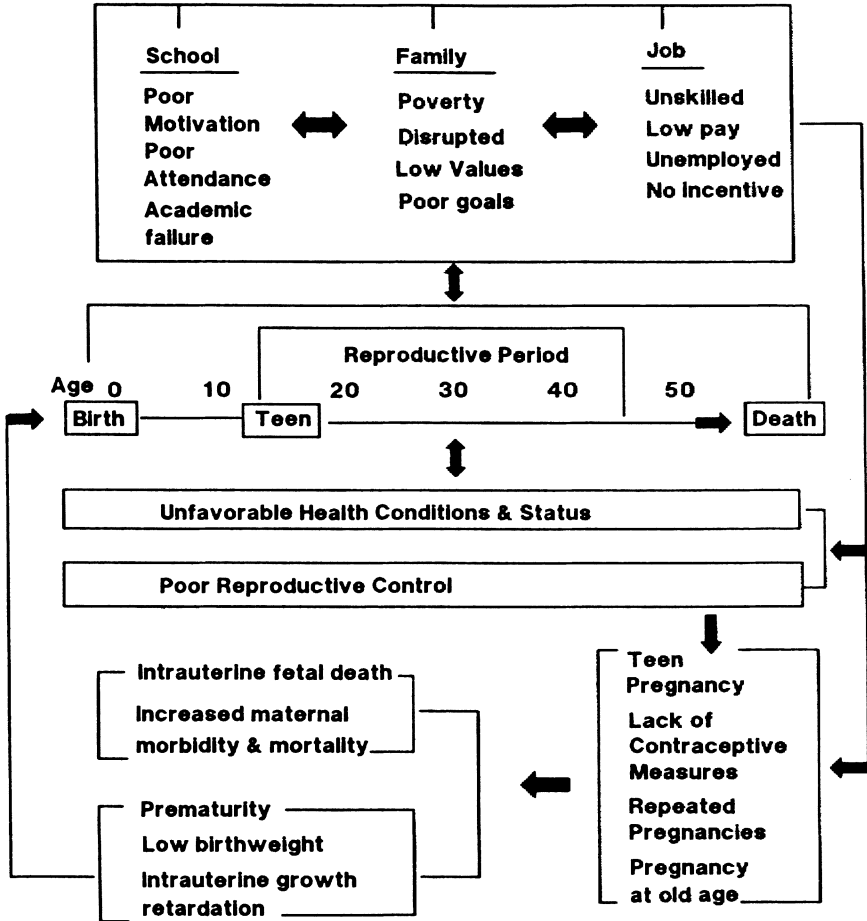 School
Poor
Motivation
Poor
Attendance
Academic
failure
Family
Poverty
Disrupted
Low Values
Poor goals
Job
Unskilled
Low pay
Unemployed
No incentive
Reproductive Period
Age 0 10 20 30 40 50
Birth Teen Death
Unfavorable Health Conditions & Status
Poor Reproductive Control
Teen
Pregnancy
Lack of
Contraceptive
Measures
Repeated
Pregnancies
Pregnancy
at old age
Intrauterine fetal death
Increased maternal
morbidity & mortality
Prematurity
Low birthweight
Intrauterine growth
retardation